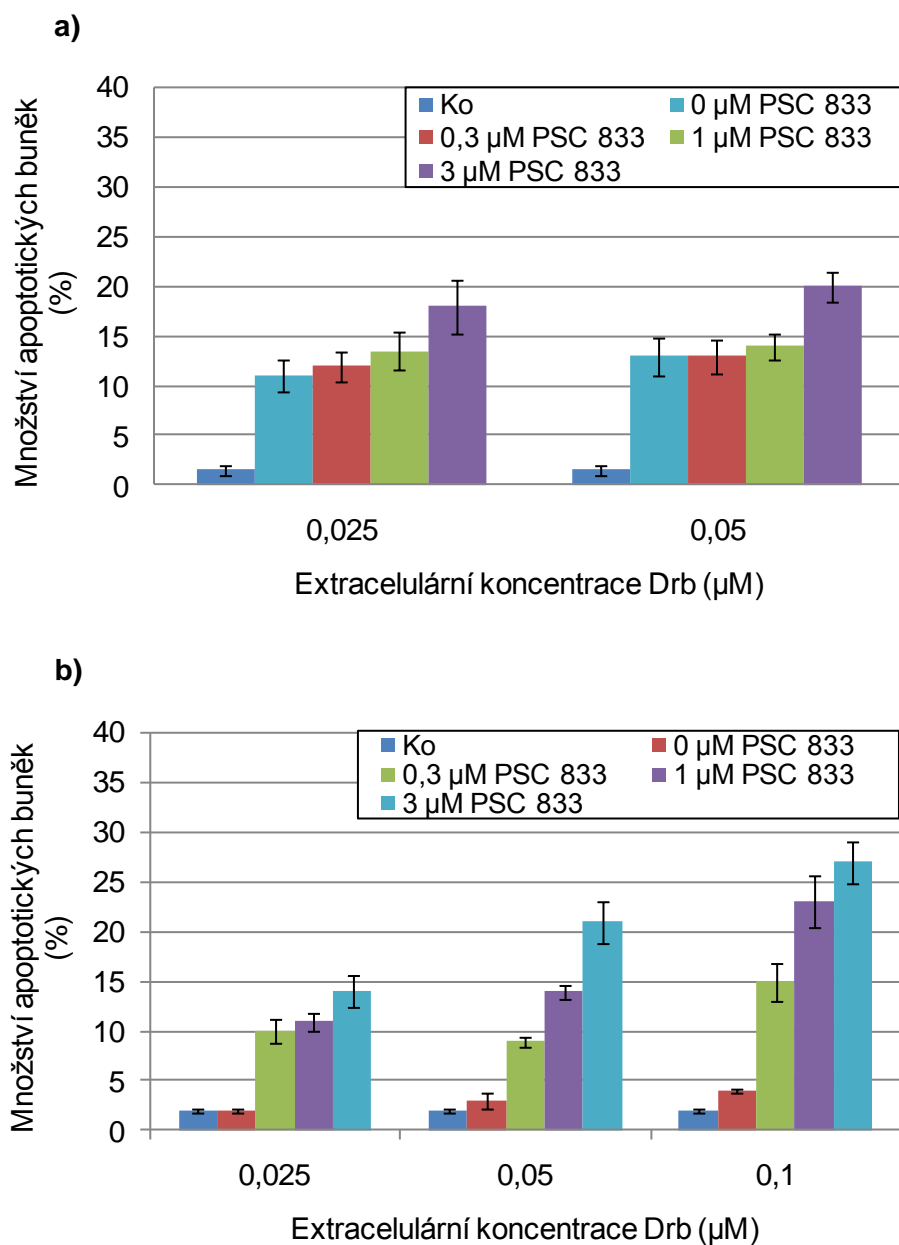 a)
40
35
30
25
20
15
10
5
0
Množství apoptotických buněk
(%)
Ko
0 µM PSC 833
0,3 µM PSC 833
1 µM PSC 833
3 µM PSC 833
0,025
0,05
Extracelulární koncentrace Drb (µM)
b)
40
35
30
25
20
15
10
5
0
Množství apoptotických buněk
(%)
Ko
0 µM PSC 833
0,3 µM PSC 833
1 µM PSC 833
3 µM PSC 833
0,025
0,05
0,1
Extracelulární koncentrace Drb (µM)